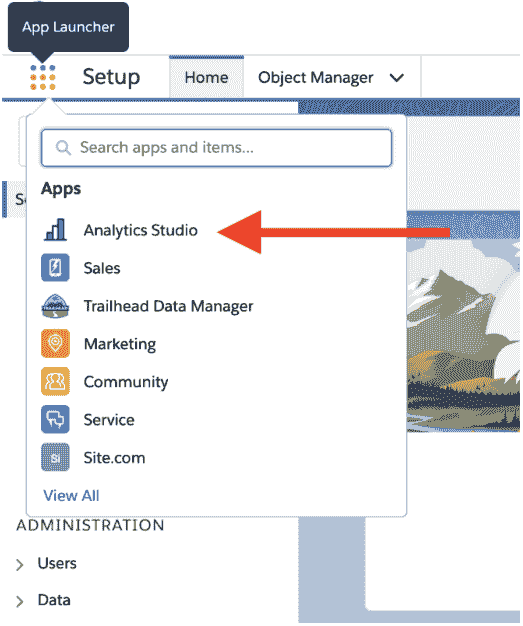 App Launcher
Setup Home Object Manager
Search apps and items...
Apps
Analytics Studio
Sales
Trailhead Data Manager
Marketing
Community
Service
Site.com
View All
ADMINISTRATION
Users
Data